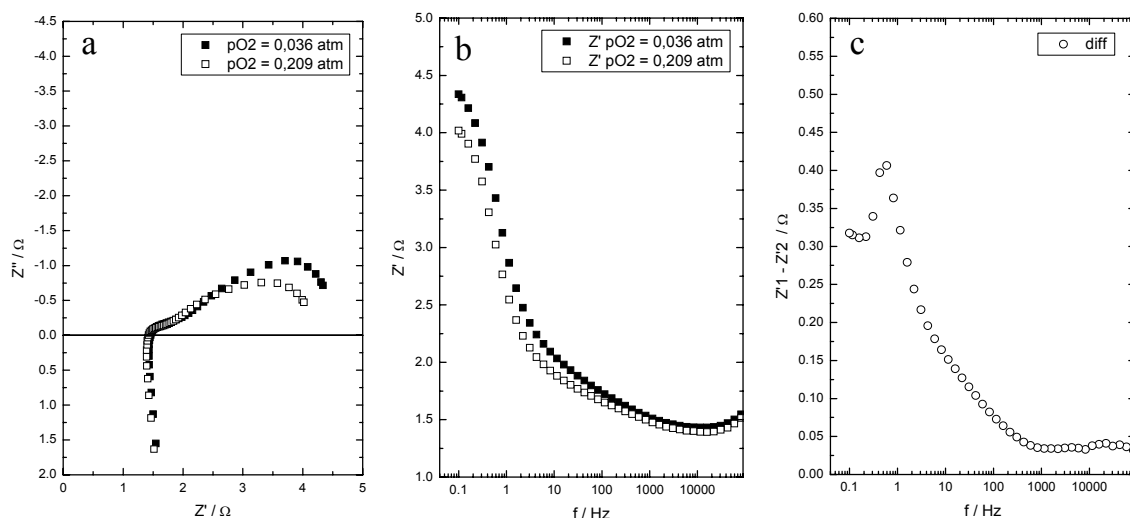 a
pO2 = 0,036 atm
pO2 = 0,209 atm
-4.5
-4.0
-3.5
-3.0
-2.5
-2.0
-1.5
-1.0
-0.5
0.0
0.5
1.0
1.5
2.0
Z'' / Ω
0 1 2 3 4 5
Z' / Ω
b
Z' pO2 = 0,036 atm
Z' pO2 = 0,209 atm
5.0
4.5
4.0
3.5
3.0
2.5
2.0
1.5
1.0
Z' / Ω
0.1 1 10 100 1000 10000
f / Hz
c
diff
0.60
0.55
0.50
0.45
0.40
0.35
0.30
0.25
0.20
0.15
0.10
0.05
0.00
Z'1 - Z'2 / Ω
0.1 1 10 100 1000 10000
f / Hz